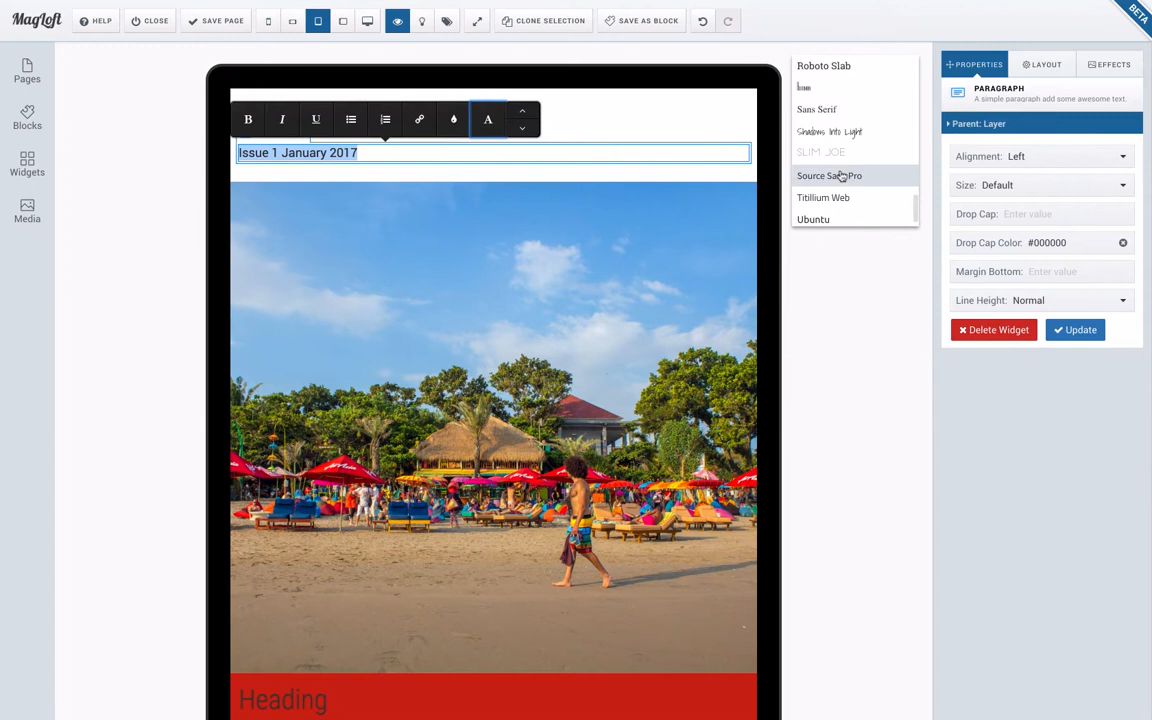 MagLoft
HELP
CLOSE
SAVE PAGE
CLONE SELECTION
SAVE AS BLOCK
BETA
Pages
Blocks
Widgets
Media
B I U A
Issue 1 January 2017
Heading
Roboto Slab
Sans Serif
Shadows Into Light
SLIM JOE
Source Sans Pro
Titillium Web
Ubuntu
PROPERTIES
LAYOUT
EFFECTS
PARAGRAPH
A simple paragraph add some awesome text.
Parent: Layer
Alignment: Left
Size: Default
Drop Cap: Enter value
Drop Cap Color: #000000
Margin Bottom: Enter value
Line Height: Normal
Delete Widget
Update